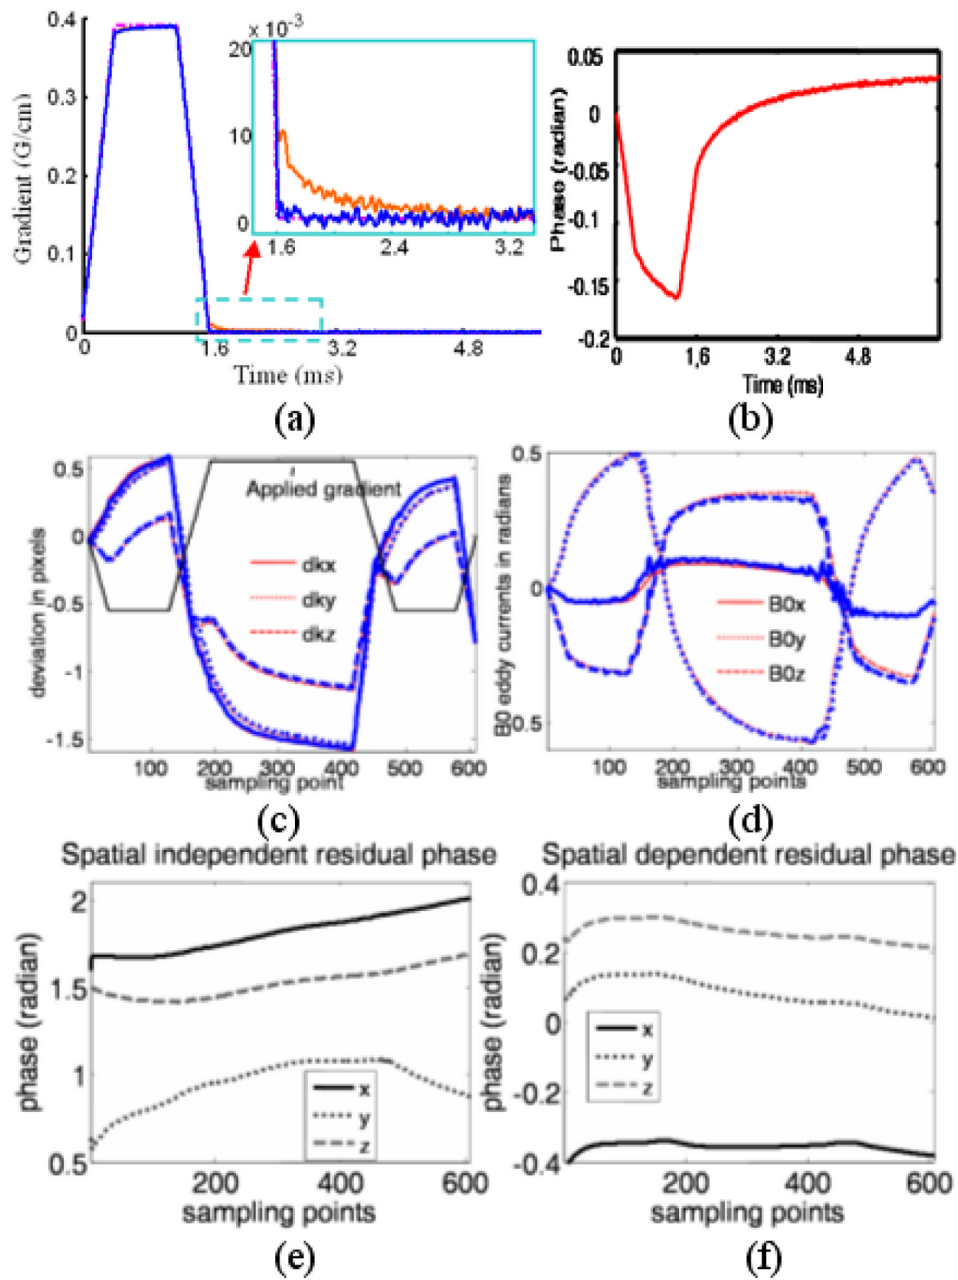 0.4
0.3
0.2
0.1
0
Gradient (G/cm)
x 10⁻³
20
10
0
1.6
2.4
3.2
0
1.6
3.2
4.8
Time (ms)
(a)
0.05
0
-0.05
-0.1
-0.15
-0.2
Phase (radian)
0
1,6
3.2
4.8
Time (ms)
(b)
0.5
0
-0.5
-1
-1.5
deviation in pixels
Applied gradient
dkx
dky
dkz
100
200
300
400
500
600
sampling point
(c)
0.5
0
0.5
B0 eddy currents in radians
B0x
B0y
B0z
100
200
300
400
500
600
sampling points
(d)
Spatial independent residual phase
2
1.5
1
0.5
phase (radian)
x
y
z
200
400
600
sampling points
(e)
Spatial dependent residual phase
0.4
0.2
0
-0.2
-0.4
phase (radian)
x
y
z
200
400
600
sampling points
(f)